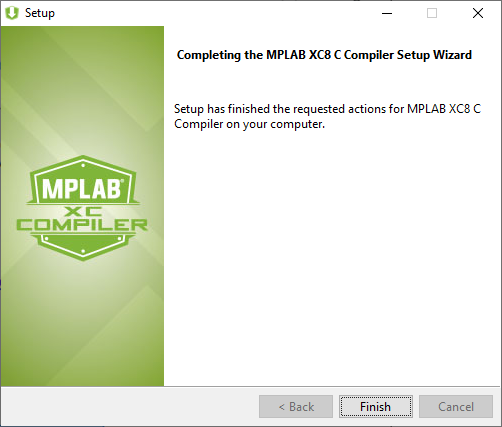 Setup
Completing the MPLAB XC8 C Compiler Setup Wizard
Setup has finished the requested actions for MPLAB XC8 C
Compiler on your computer.
MPLAB®
XC
COMPILER
< Back
Finish
Cancel